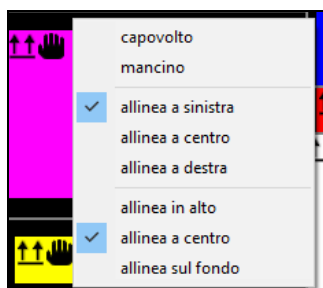 capovolto
mancino
allinea a sinistra
allinea a centro
allinea a destra
allinea in alto
allinea a centro
allinea sul fondo